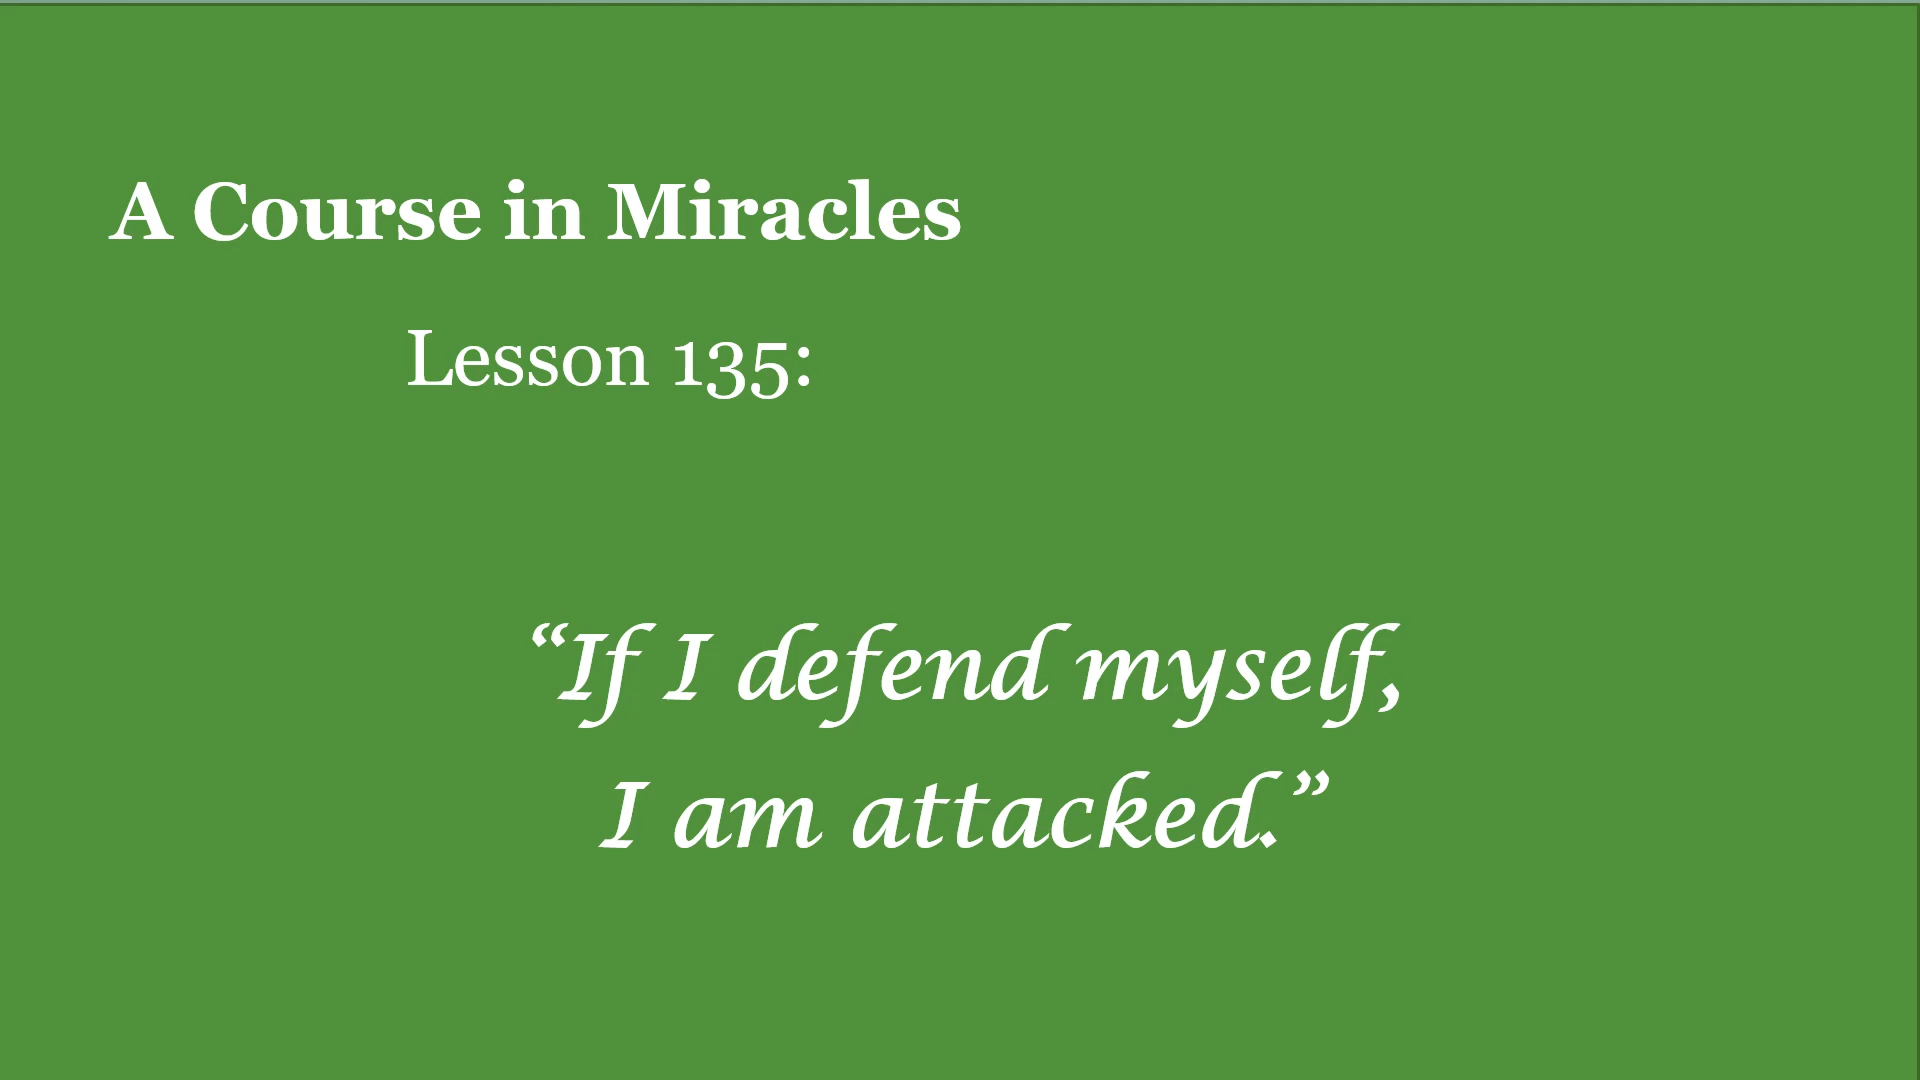 A Course in Miracles
Lesson 135:
“If I defend myself,
I am attacked.”